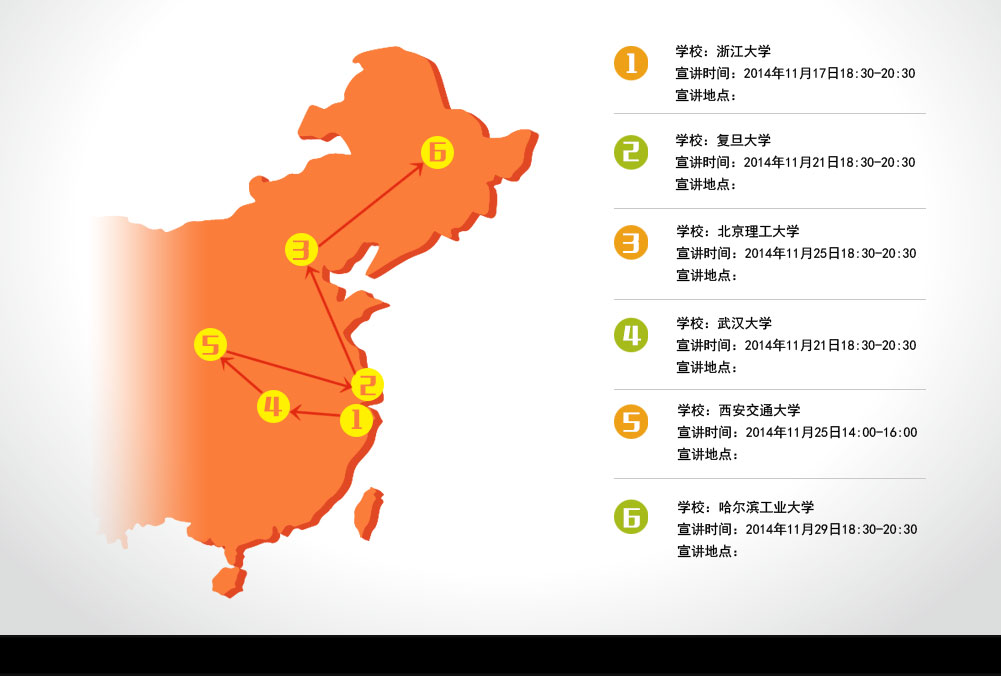 1
学校：浙江大学
宣讲时间：2014年11月17日18:30-20:30
宣讲地点：
2
学校：复旦大学
宣讲时间：2014年11月21日18:30-20:30
宣讲地点：
3
学校：北京理工大学
宣讲时间：2014年11月25日18:30-20:30
宣讲地点：
4
学校：武汉大学
宣讲时间：2014年11月21日18:30-20:30
宣讲地点：
5
学校：西安交通大学
宣讲时间：2014年11月25日14:00-16:00
宣讲地点：
6
学校：哈尔滨工业大学
宣讲时间：2014年11月29日18:30-20:30
宣讲地点：
6
3
5
2
4
1